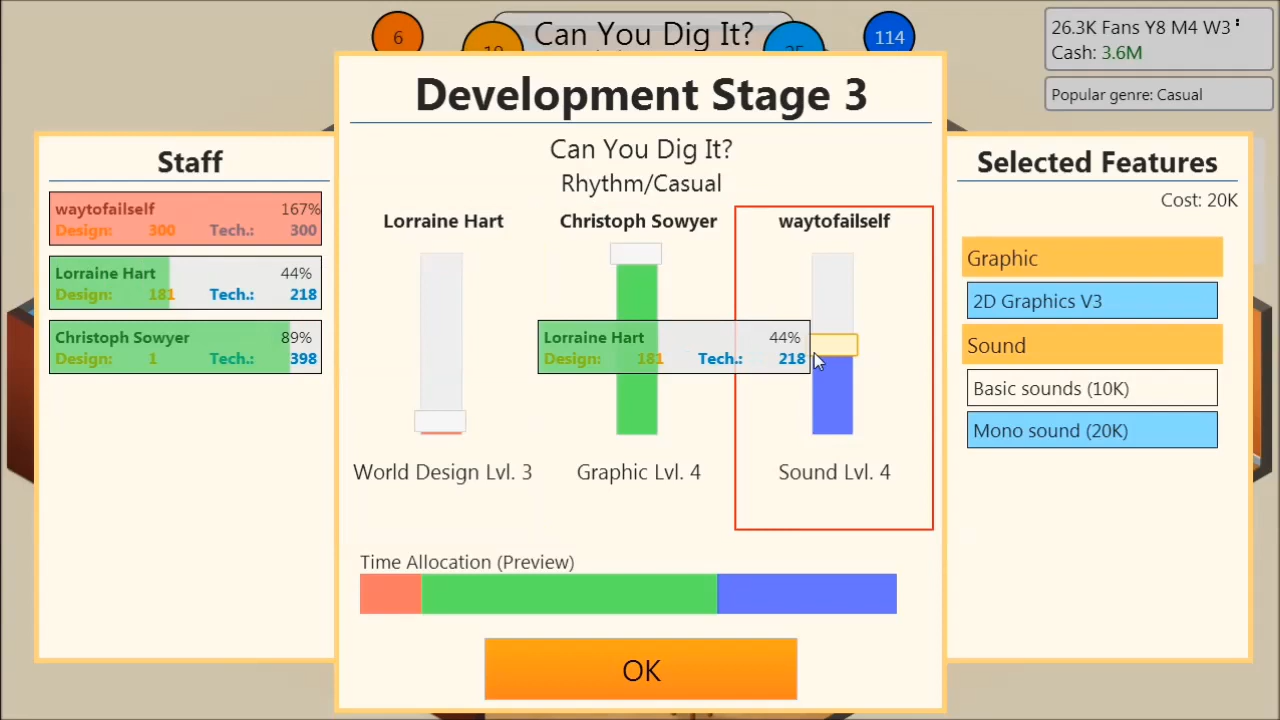 6
Can You Dig It?
114
26.3K Fans Y8 M4 W3
Cash: 3.6M
Popular genre: Casual
Development Stage 3
Can You Dig It?
Rhythm/Casual
Staff
waytofailself 167%
Design: 300 Tech.: 300
Lorraine Hart 44%
Design: 181 Tech.: 218
Christoph Sowyer 89%
Design: 1 Tech.: 398
Lorraine Hart
Christoph Sowyer
waytofailself
Lorraine Hart 44%
Design: 181 Tech.: 218
World Design Lvl. 3
Graphic Lvl. 4
Sound Lvl. 4
Time Allocation (Preview)
OK
Selected Features
Cost: 20K
Graphic
2D Graphics V3
Sound
Basic sounds (10K)
Mono sound (20K)